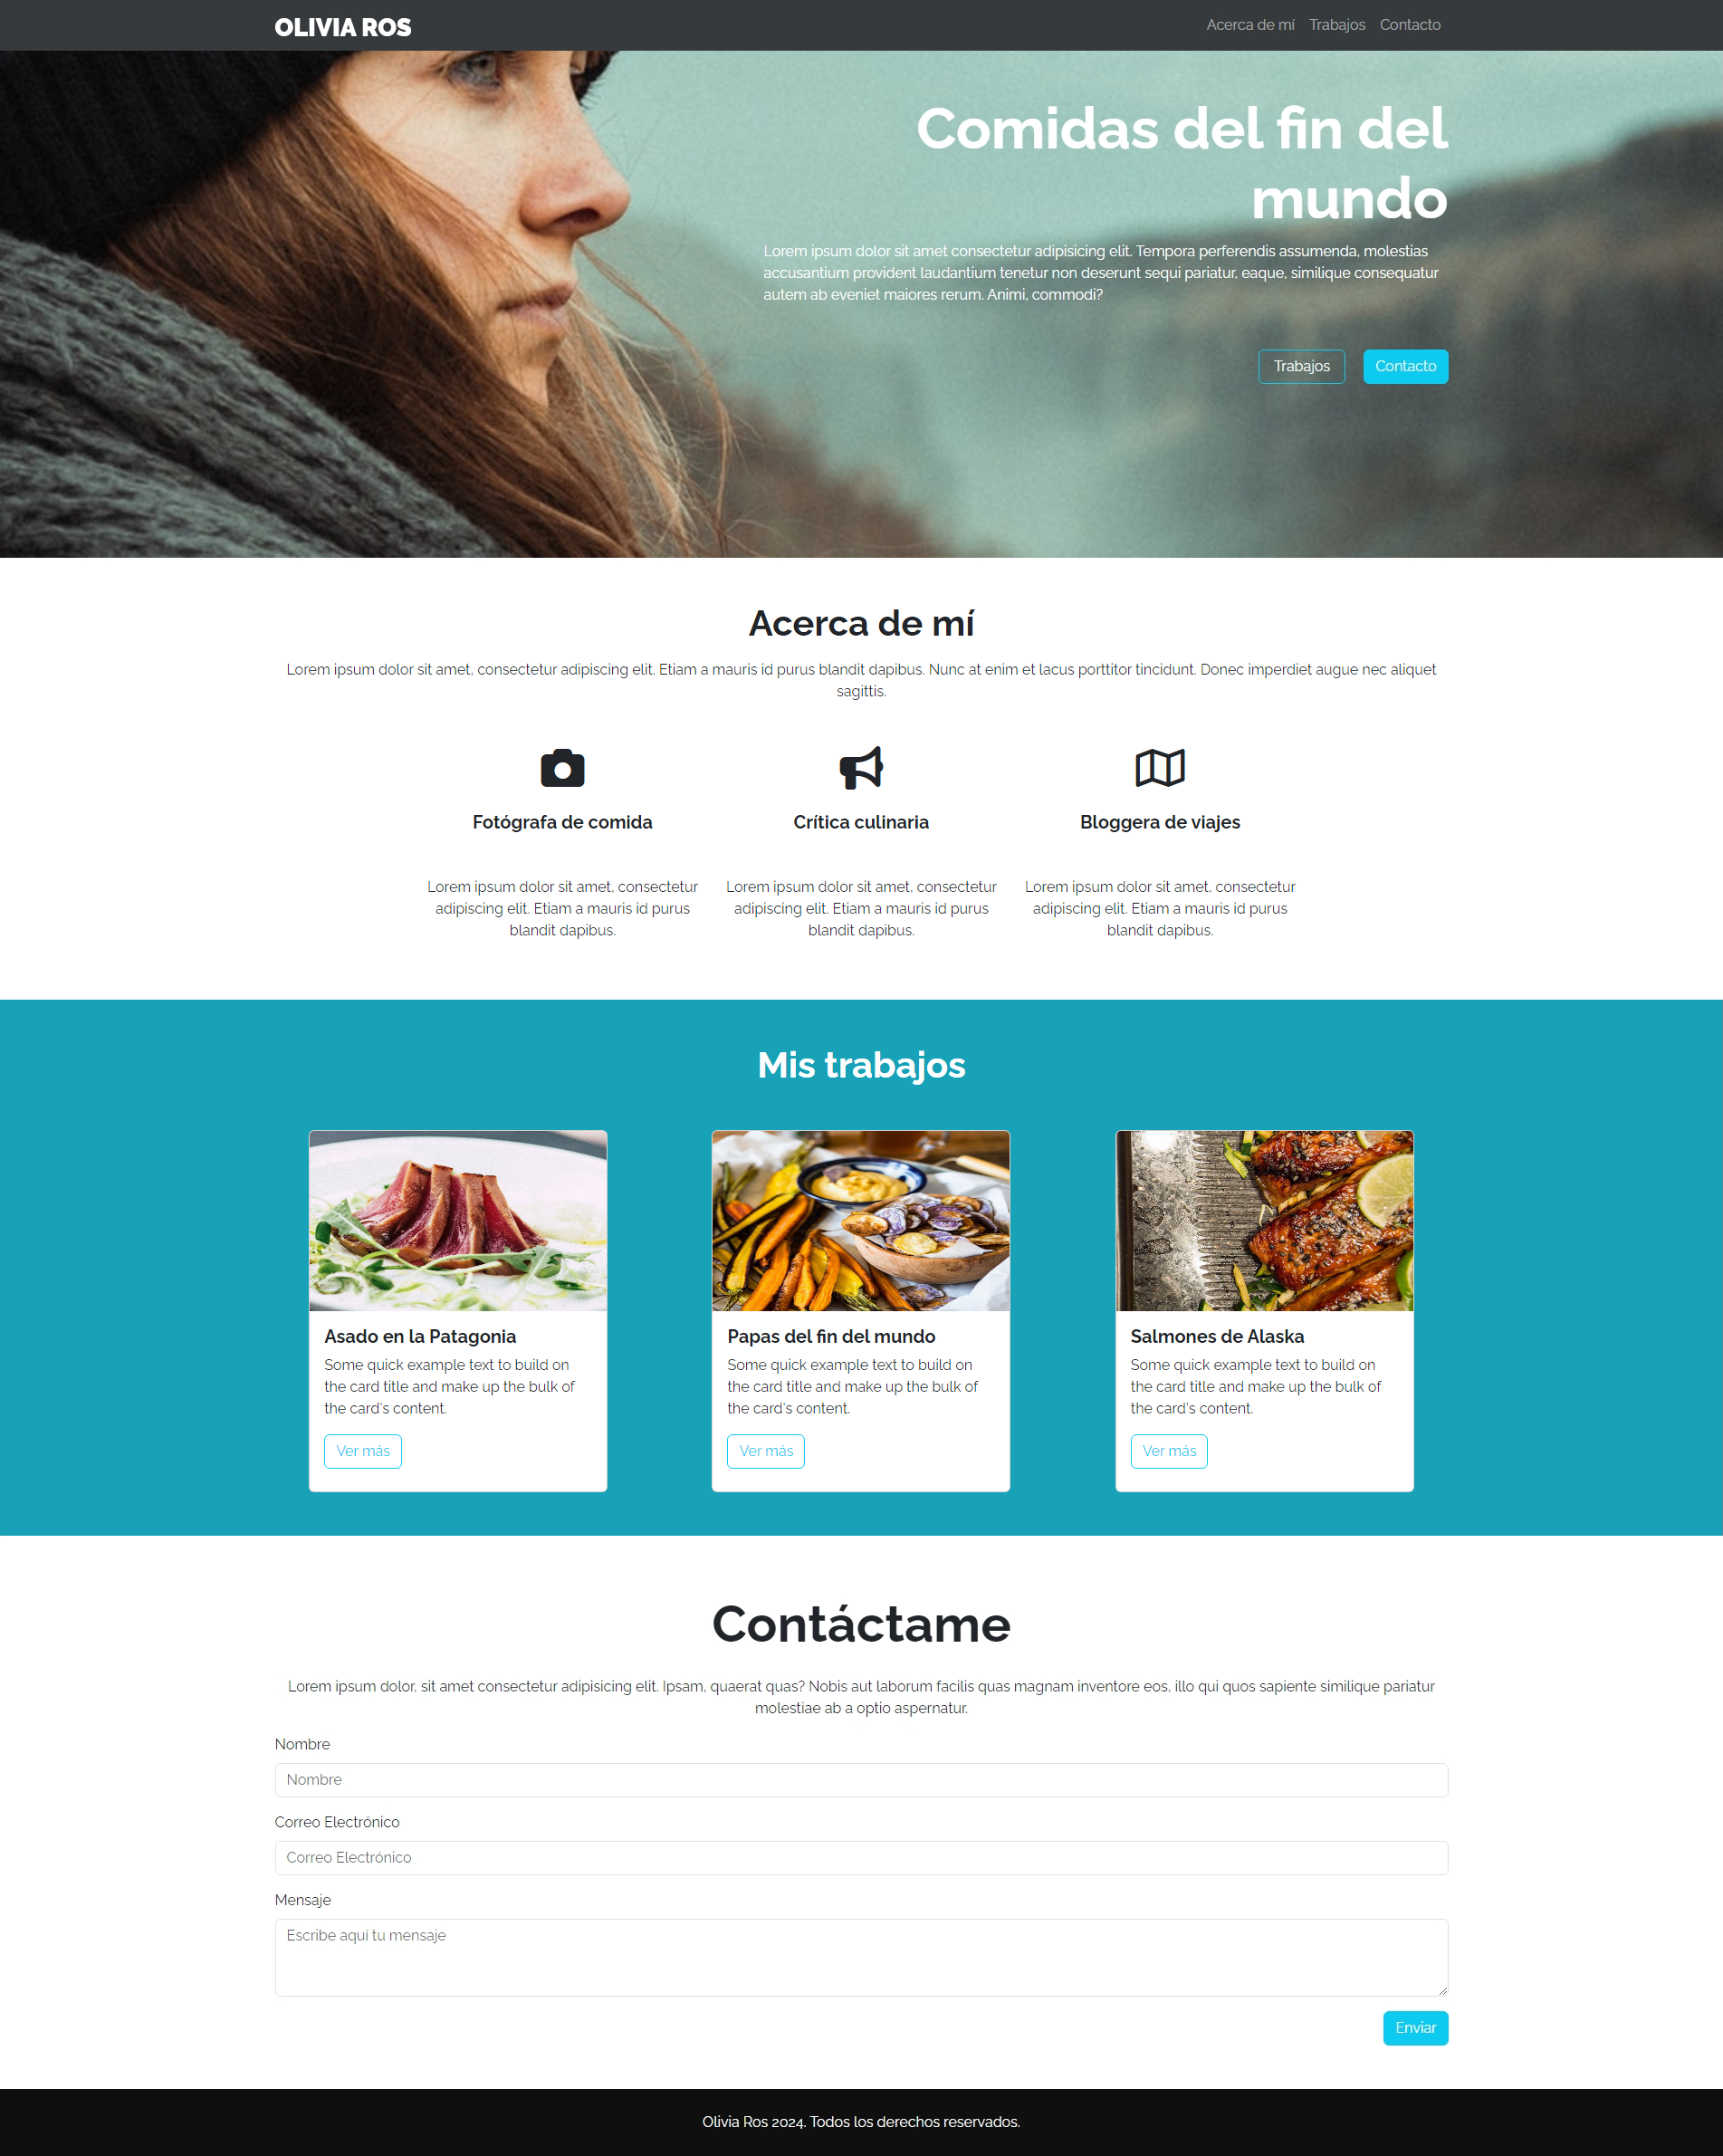 OLIVIA ROS
Acerca de mí
Trabajos
Contacto
Comidas del fin del
mundo
Lorem ipsum dolor sit amet consectetur adipisicing elit. Tempora perferendis assumenda, molestias
accusantium provident laudantium tenetur non deserunt sequi pariatur, eaque, similique consequatur
autem ab eveniet maiores rerum. Animi, commodi?
Trabajos
Contacto
Acerca de mí
Lorem ipsum dolor sit amet, consectetur adipiscing elit. Etiam a mauris id purus blandit dapibus. Nunc at enim et lacus porttitor tincidunt. Donec imperdiet augue nec aliquet
sagittis.
Fotógrafa de comida
Lorem ipsum dolor sit amet, consectetur
adipiscing elit. Etiam a mauris id purus
blandit dapibus.
Crítica culinaria
Lorem ipsum dolor sit amet, consectetur
adipiscing elit. Etiam a mauris id purus
blandit dapibus.
Bloggera de viajes
Lorem ipsum dolor sit amet, consectetur
adipiscing elit. Etiam a mauris id purus
blandit dapibus.
Mis trabajos
Asado en la Patagonia
Some quick example text to build on
the card title and make up the bulk of
the card's content.
Ver más
Papas del fin del mundo
Some quick example text to build on
the card title and make up the bulk of
the card's content.
Ver más
Salmones de Alaska
Some quick example text to build on
the card title and make up the bulk of
the card's content.
Ver más
Contáctame
Lorem ipsum dolor, sit amet consectetur adipisicing elit. Ipsam, quaerat quas? Nobis aut laborum facilis quas magnam inventore eos, illo qui quos sapiente similique pariatur
molestiae ab a optio aspernatur.
Nombre
Nombre
Correo Electrónico
Correo Electrónico
Mensaje
Escribe aquí tu mensaje
Enviar
Olivia Ros 2024. Todos los derechos reservados.